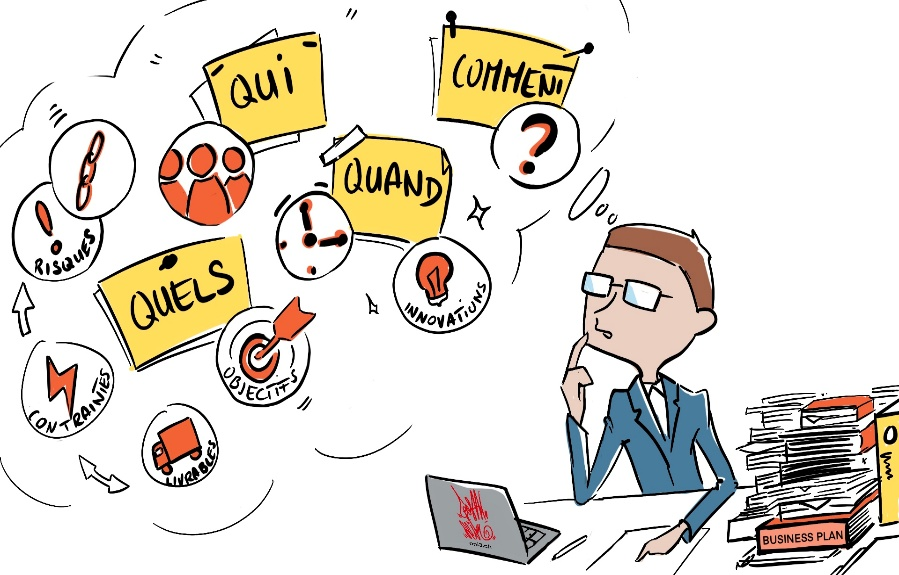 QUI
COMMENT
?
QUAND
!
RISQUES
QUELS
INNOVATIONS
OBJECTIFS
CONTRAINTES
LIVRABLES
BUSINESS PLAN